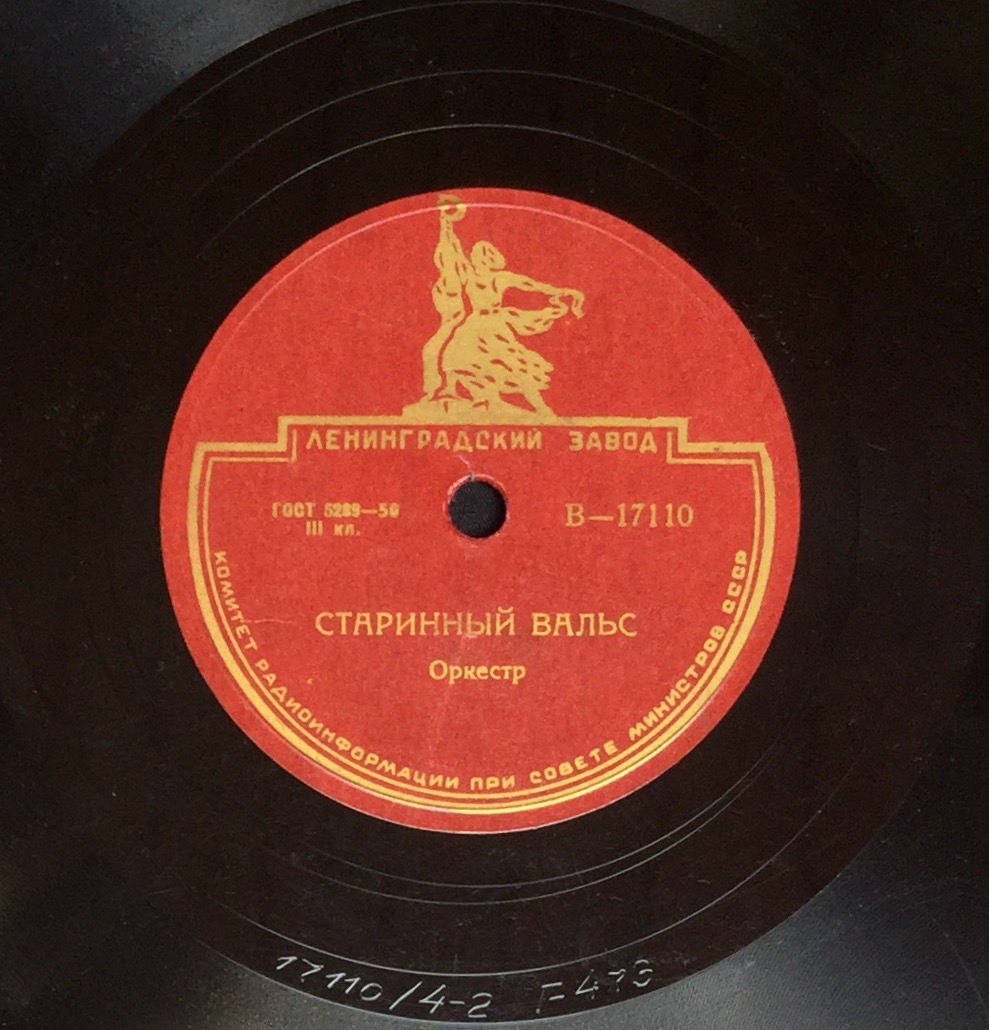 ЛЕНИНГРАДСКИЙ ЗАВОД
ГОСТ 5289—50
III кл.
В—17110
СТАРИННЫЙ ВАЛЬС
Оркестр
КОМИТЕТ РАДИОИНФОРМАЦИИ ПРИ СОВЕТЕ МИНИСТРОВ СССР
17110/4-2